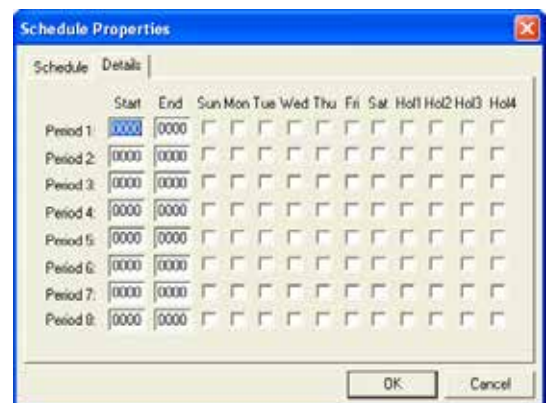 Schedule Properties
Schedule Details
Start End Sun Mon Tue Wed Thu Fri Sat Hol1 Hol2 Hol3 Hol4
Period 1: 0000 0000
Period 2: 0000 0000
Period 3: 0000 0000
Period 4: 0000 0000
Period 5: 0000 0000
Period 6: 0000 0000
Period 7: 0000 0000
Period 8: 0000 0000
OK Cancel